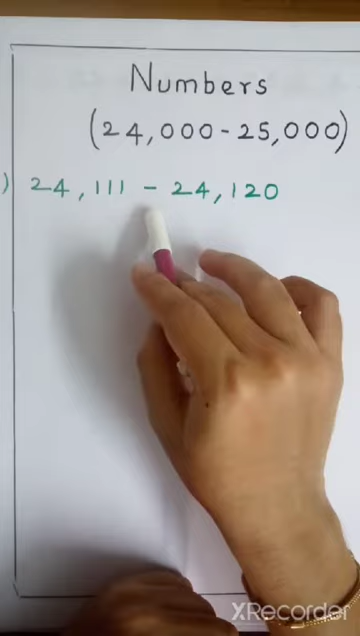 Numbers
(24,000-25,000)
) 24,111 - 24,120
XRecorder